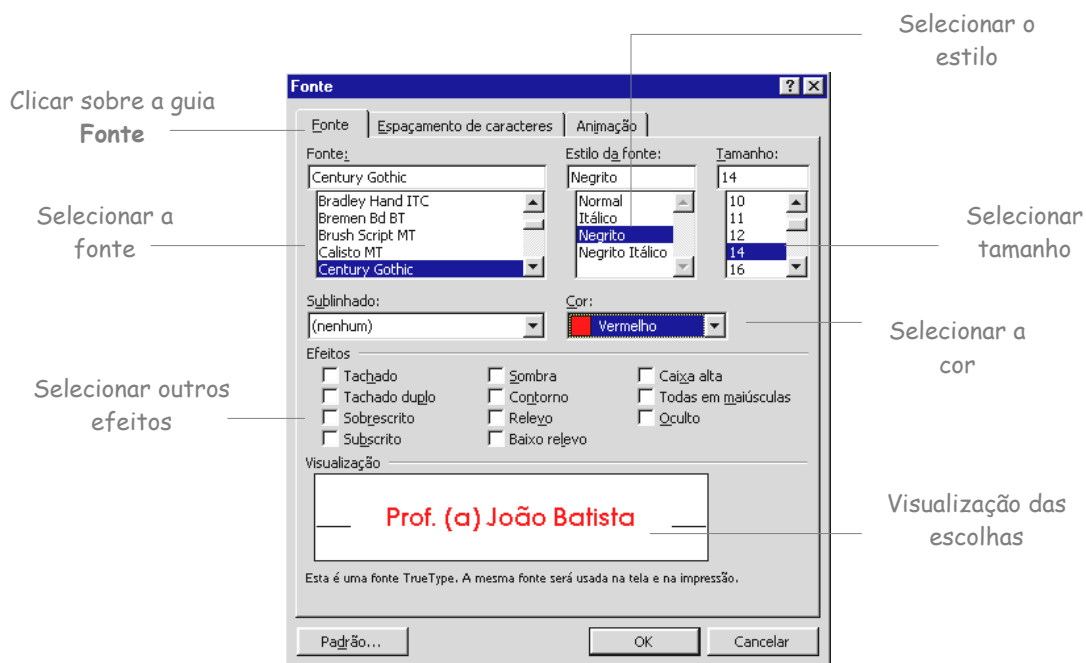 Selecionar o
estilo
Clicar sobre a guia
Fonte
Fonte
Fonte Espaçamento de caracteres Animação
Fonte: Estilo da fonte: Tamanho:
Century Gothic Negrito 14
Bradley Hand ITC Normal 10
Bremen Bd BT Itálico 11
Brush Script MT Negrito 12
Calisto MT Negrito Itálico 14
Century Gothic 16
Selecionar a
fonte
Selecionar
tamanho
Sublinhado: Cor:
(nenhum) Vermelho
Selecionar a
cor
Efeitos
Tachado Sombra Caixa alta
Tachado duplo Contorno Todas em maiúsculas
Sobrescrito Relevo Oculto
Subscrito Baixo relevo
Selecionar outros
efeitos
Visualização
Prof. (a) João Batista
Visualização das
escolhas
Esta é uma fonte TrueType. A mesma fonte será usada na tela e na impressão.
Padrão... OK Cancelar